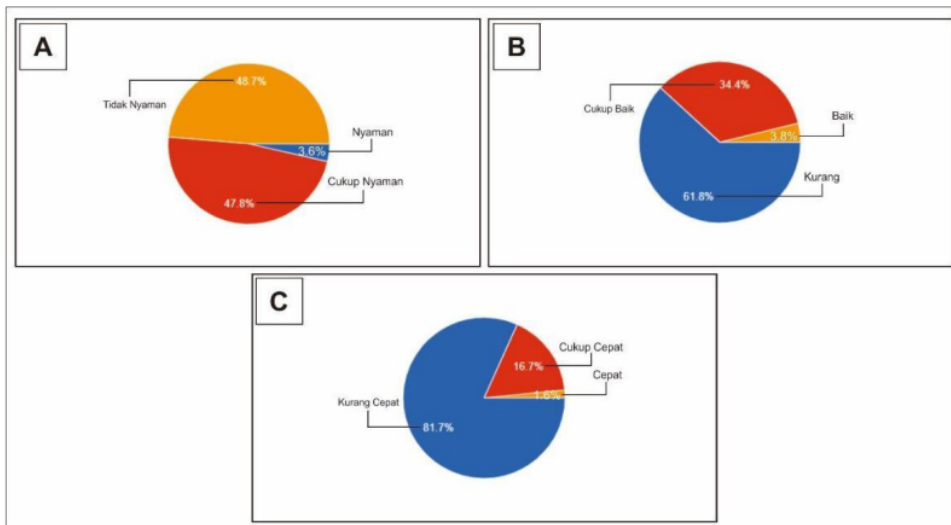 A
48.7%
Tidak Nyaman
Nyaman
3.6%
Cukup Nyaman
47.8%
B
34.4%
Cukup Baik
Baik
3.8%
Kurang
61.8%
C
Cukup Cepat
16.7%
Cepat
1.6%
Kurang Cepat
81.7%